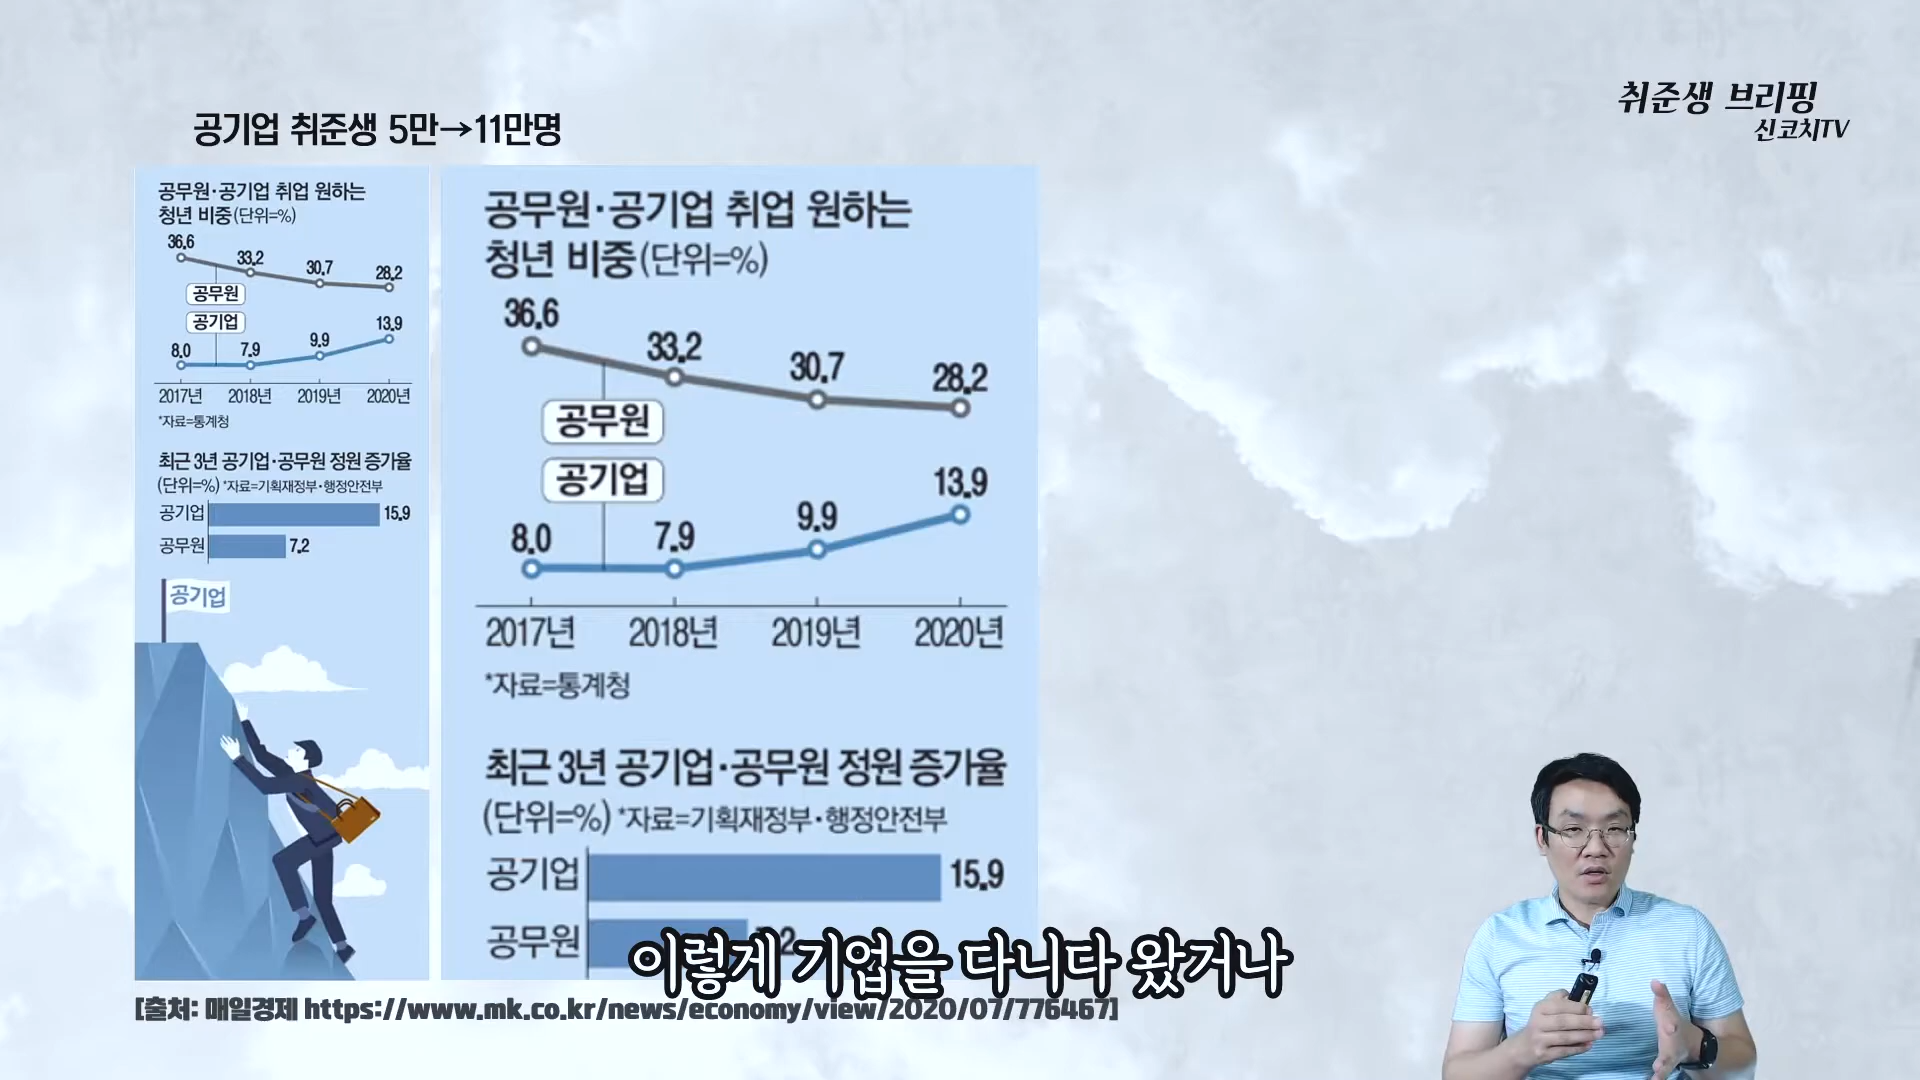 취준생 브리핑
신코치TV
공기업 취준생 5만→11만명
공무원·공기업 취업 원하는
청년 비중(단위=%)
36.6
33.2
30.7
28.2
공무원
공기업
8.0
7.9
9.9
13.9
2017년 2018년 2019년 2020년
*자료=통계청
최근 3년 공기업·공무원 정원 증가율
(단위=%) *자료=기획재정부·행정안전부
공기업 15.9
공무원 7.2
공기업
공무원·공기업 취업 원하는
청년 비중(단위=%)
36.6
33.2
30.7
28.2
공무원
공기업
8.0
7.9
9.9
13.9
2017년 2018년 2019년 2020년
*자료=통계청
최근 3년 공기업·공무원 정원 증가율
(단위=%) *자료=기획재정부·행정안전부
공기업 15.9
공무원
이렇게 기업을 다니다 왔거나
[출처: 매일경제 https://www.mk.co.kr/news/economy/view/2020/07/776467]